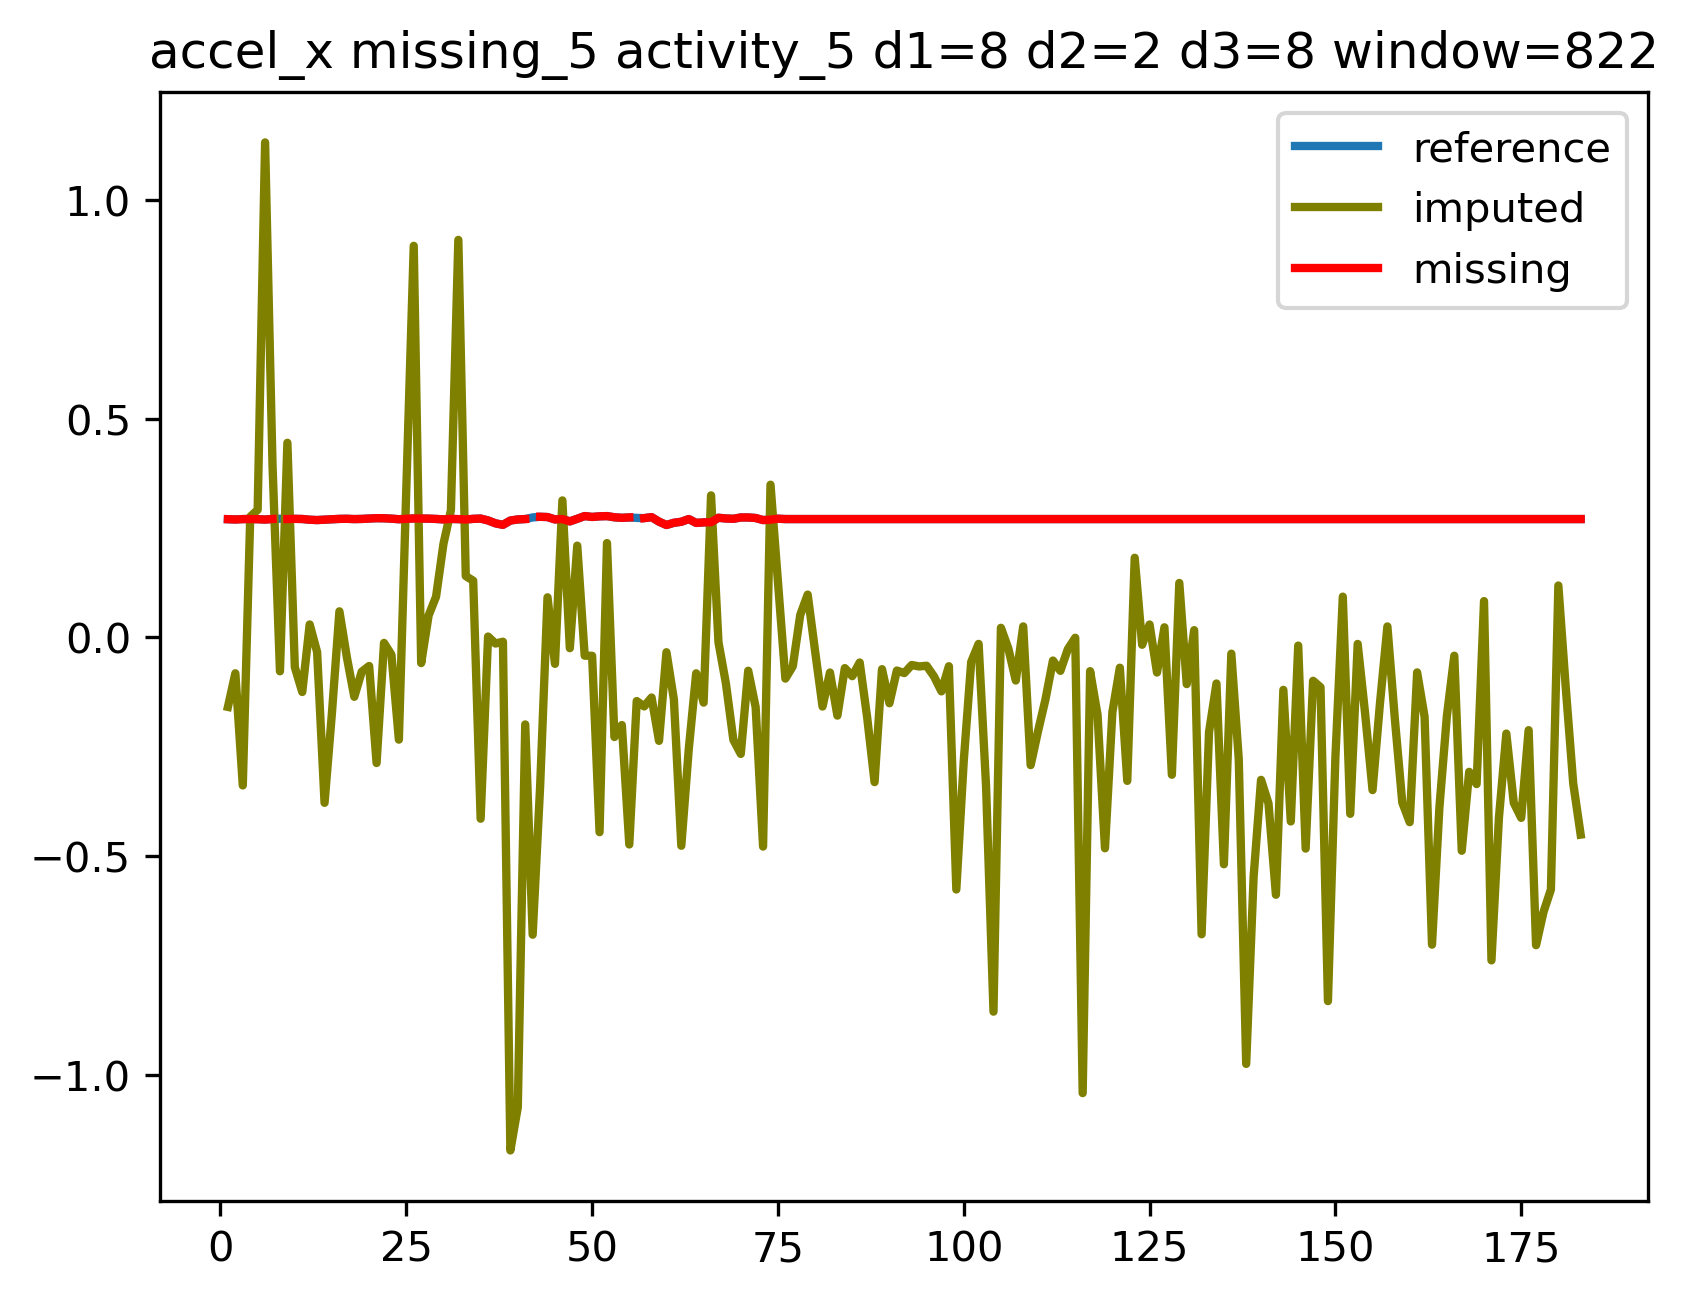 accel_x missing_5 activity_5 d1=8 d2=2 d3=8 window=822
reference
imputed
missing
1.0
0.5
0.0
−0.5
−1.0
0 25 50 75 100 125 150 175